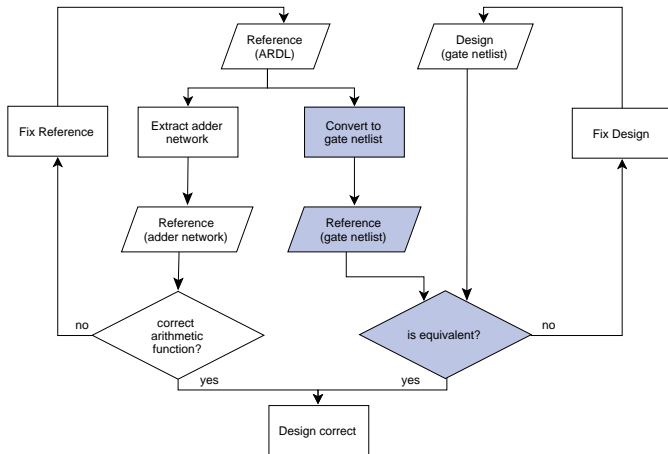 Reference
(ARDL)
Design
(gate netlist)
Fix Reference
Extract adder
network
Convert to
gate netlist
Fix Design
Reference
(adder network)
Reference
(gate netlist)
no
correct
arithmetic
function?
is equivalent?
no
yes
yes
Design correct